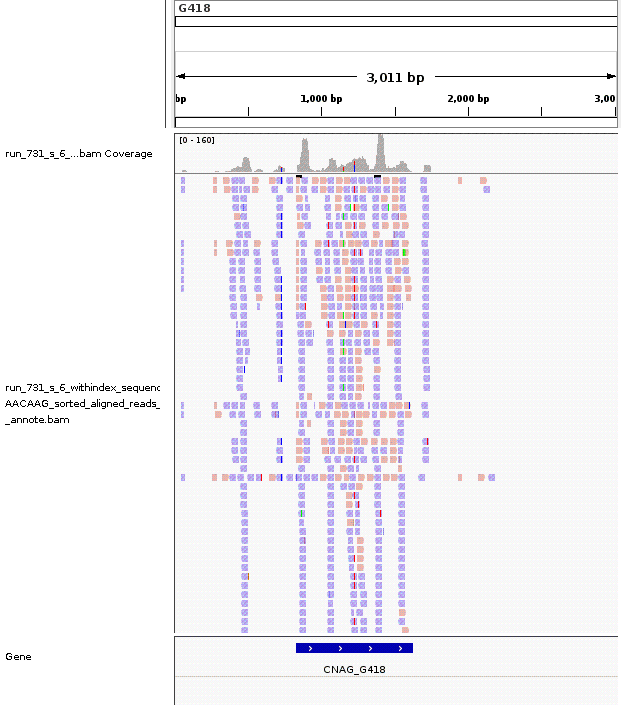 G418
3,011 bp
bp
1,000 bp
2,000 bp
3,00
run_731_s_6_...bam Coverage
[0 - 160]
run_731_s_6_withindex_sequenc
AACAAG_sorted_aligned_reads_
_annote.bam
Gene
CNAG_G418